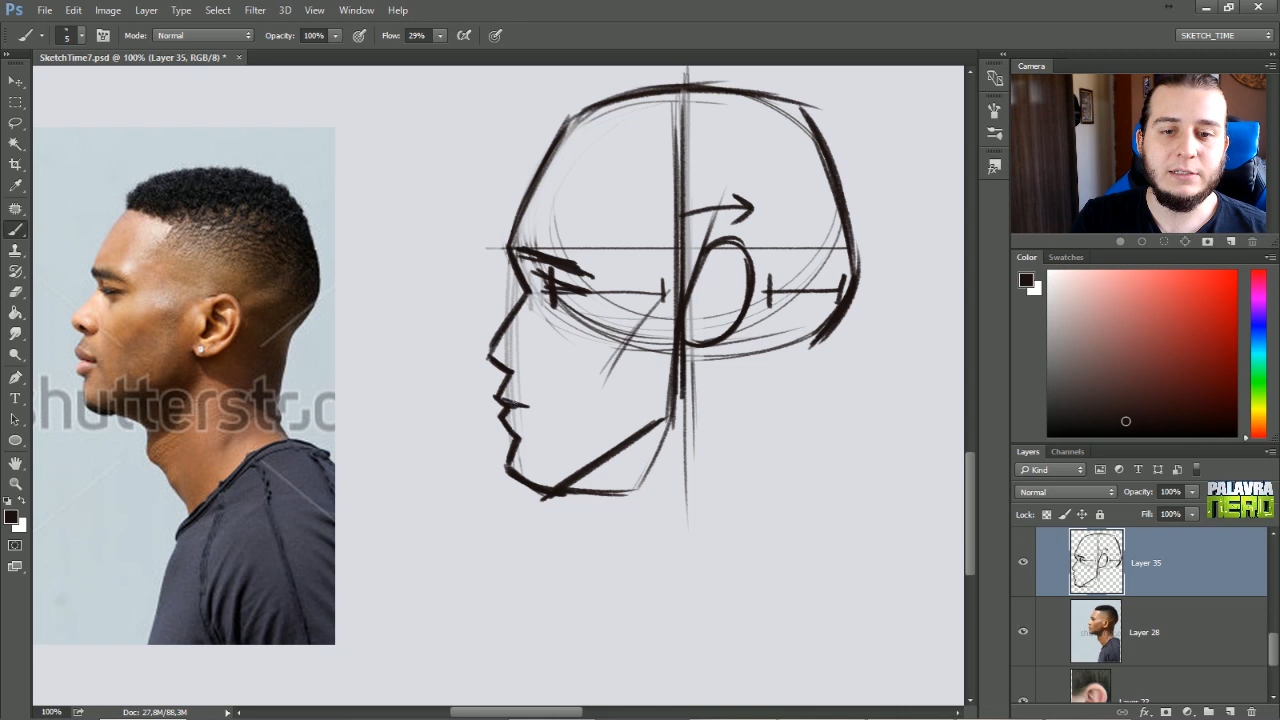 Ps File Edit Image Layer Type Select Filter 3D View Window Help
5 Mode: Normal Opacity: 100% Flow: 29% SKETCH_TIME
SketchTime7.psd @ 100% (Layer 35, RGB/8) * ×
Camera
Color Swatches
Layers Channels
Kind
Normal Opacity: 100%
Lock: Fill: 100%
PALAVRA
NERD
Layer 35
Layer 28
shutterstoc
100% Doc: 27,8M/88,3M